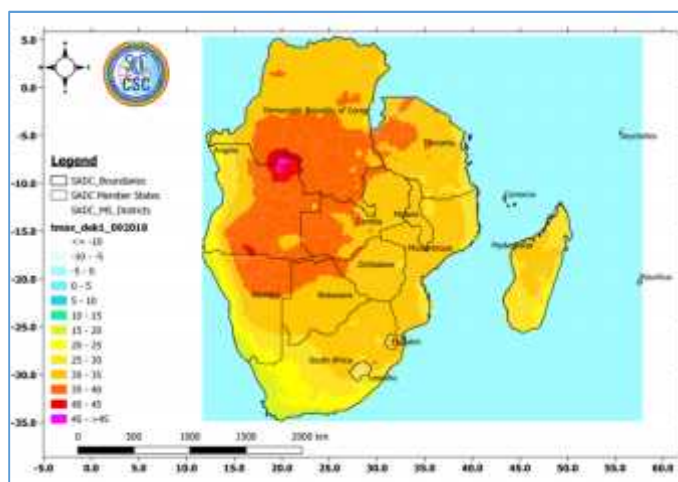 5.0
0.0
-5.0
-10.0
-15.0
-20.0
-25.0
-30.0
-35.0
CSC
Legend
SADC_Boundaries
SADC Member States
SADC_MS_Districts
tmax_dek1_092018
<= -10
-10 - -5
-5 - 0
0 - 5
5 - 10
10 - 15
15 - 20
20 - 25
25 - 30
30 - 35
35 - 40
40 - 45
45 - >45
Democratic Republic of Congo
Angola
Tanzania
Seychelles
Comoros
Malawi
Zambia
Mozambique
Madagascar
Zimbabwe
Mauritius
Namibia
Botswana
South Africa
Lesotho
0 500 1000 1500 2000 km
-5.0 0.0 5.0 10.0 15.0 20.0 25.0 30.0 35.0 40.0 45.0 50.0 55.0 60.0